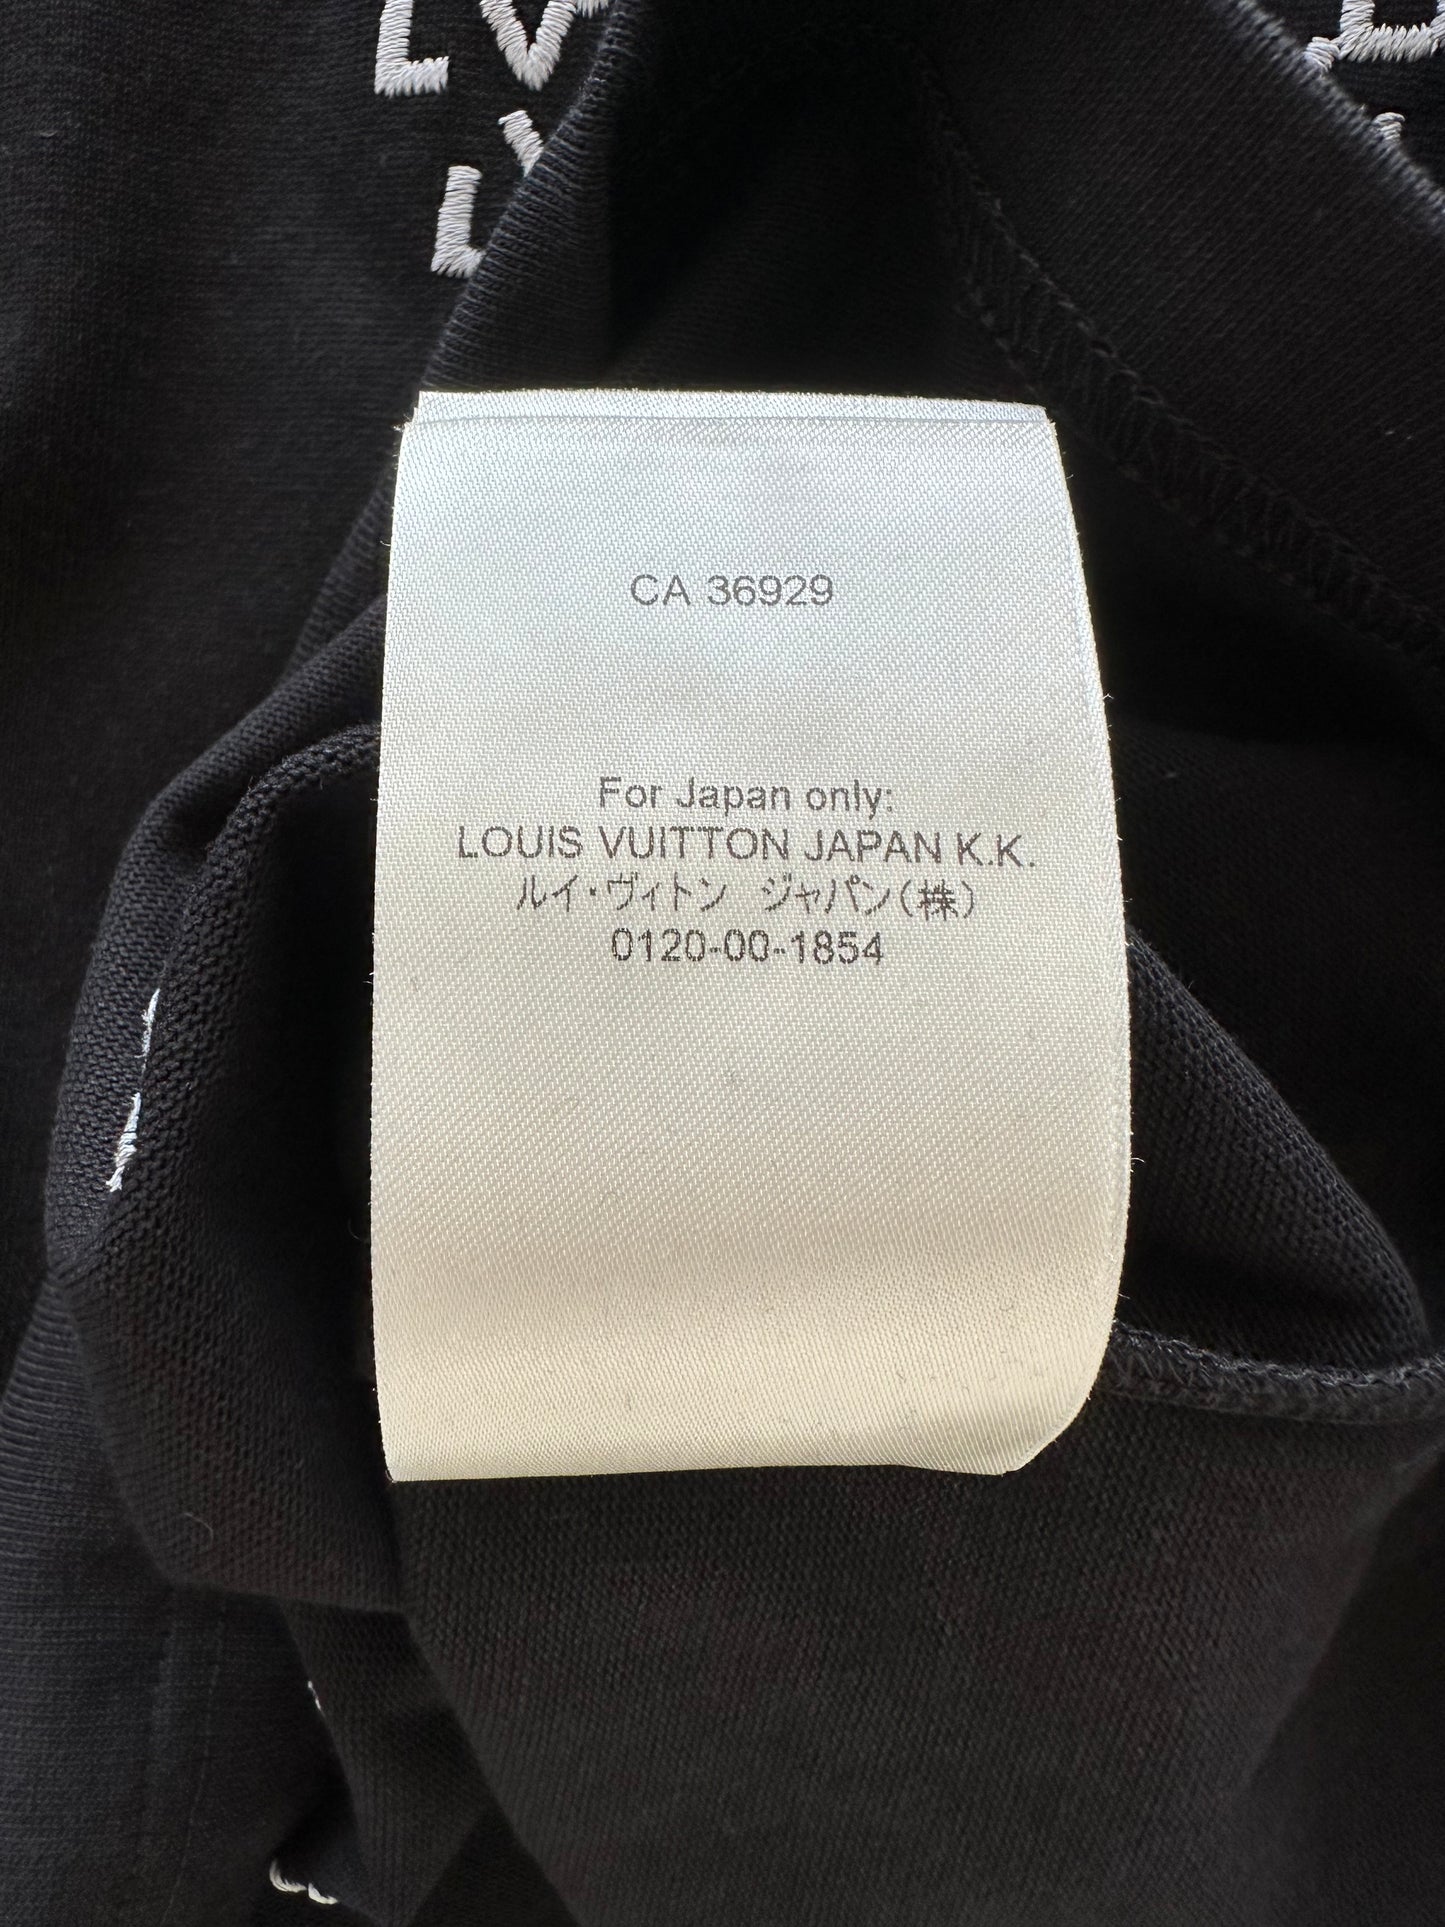 LV
CA 36929
For Japan only:
LOUIS VUITTON JAPAN K.K.
ルイ・ヴィトン ジャパン(株)
0120-00-1854